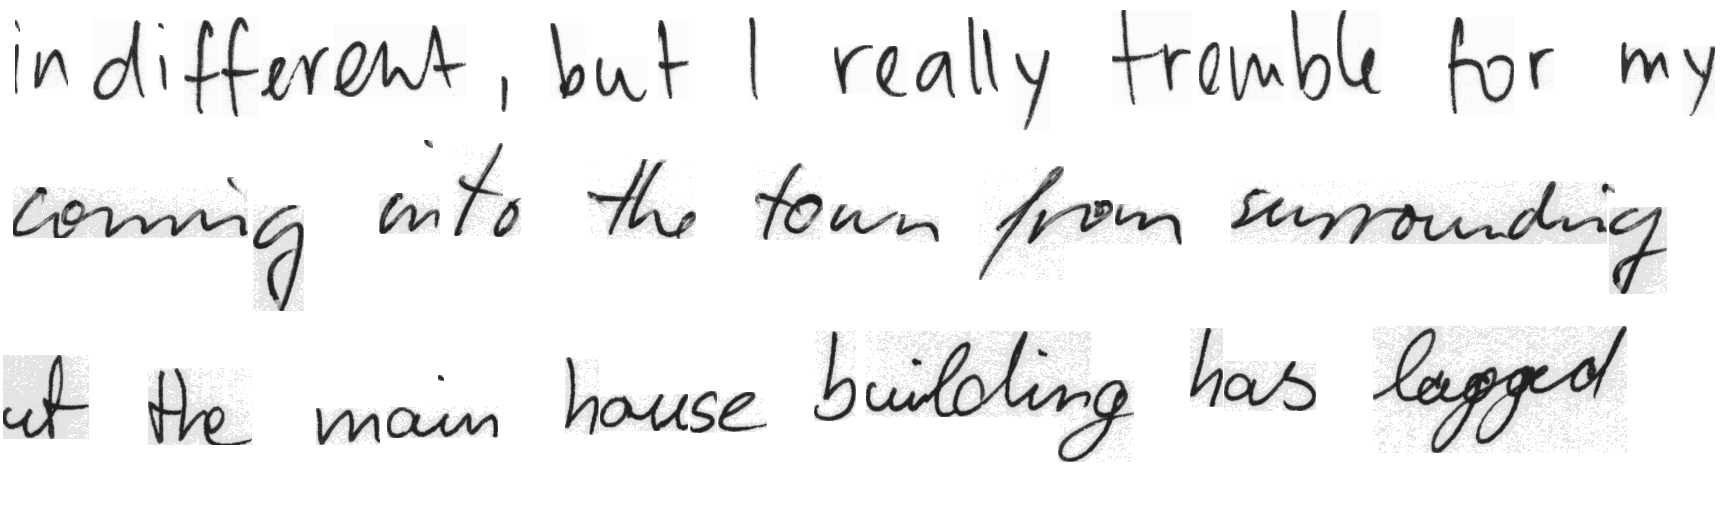 indifferent, but I really tremble for my
coming into the town from surrounding
ut the main house building has lagged